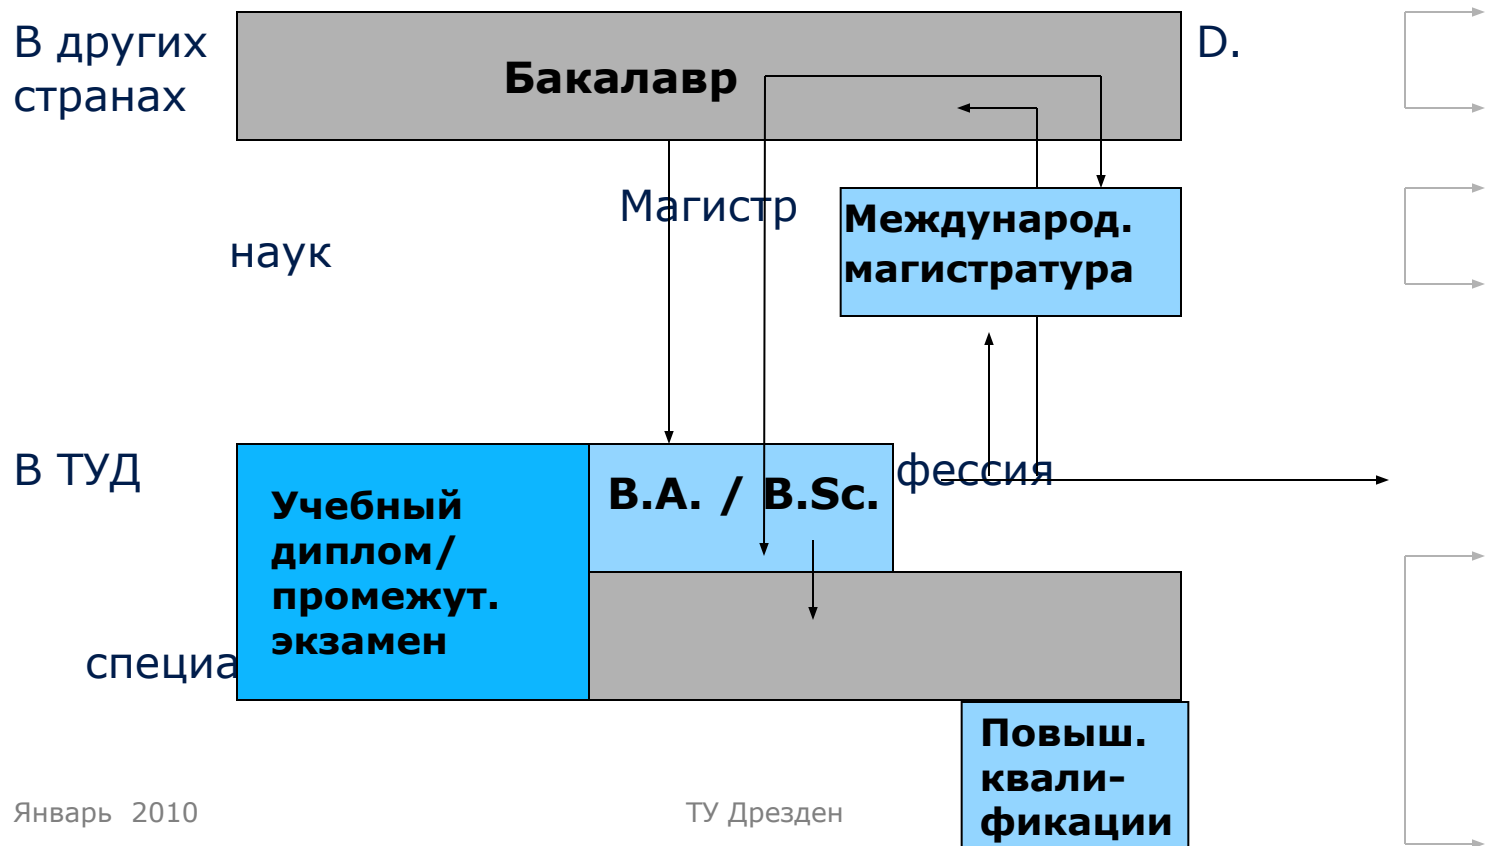 В других
странах
Бакалавр
D.
Магистр
наук
Международ.
магистратура
В ТУД
Учебный
диплом/
промежут.
экзамен
B.A. / B.Sc.
фессия
специа
Повыш.
квали-
фикации
Январь 2010
ТУ Дрезден